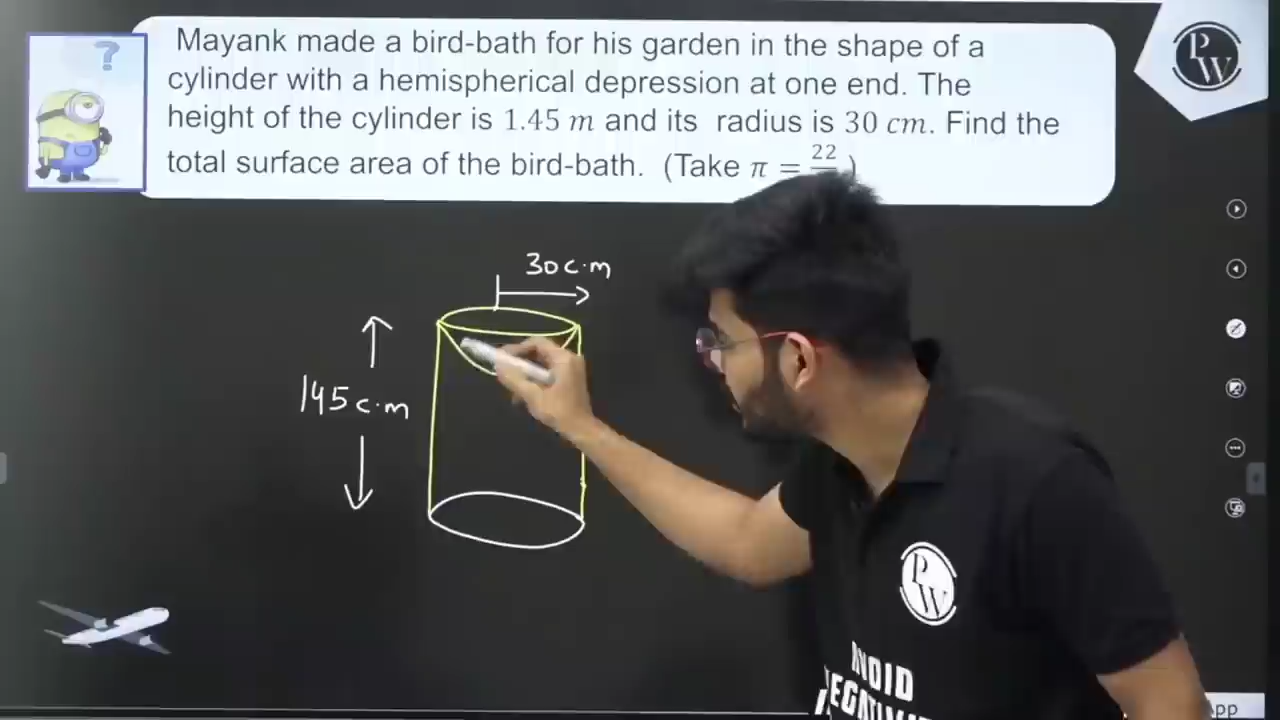 ?
Mayank made a bird-bath for his garden in the shape of a
cylinder with a hemispherical depression at one end. The
height of the cylinder is 1.45 m and its radius is 30 cm. Find the
total surface area of the bird-bath. (Take π = 22 )
PW
30 c.m
145 c.m
PW